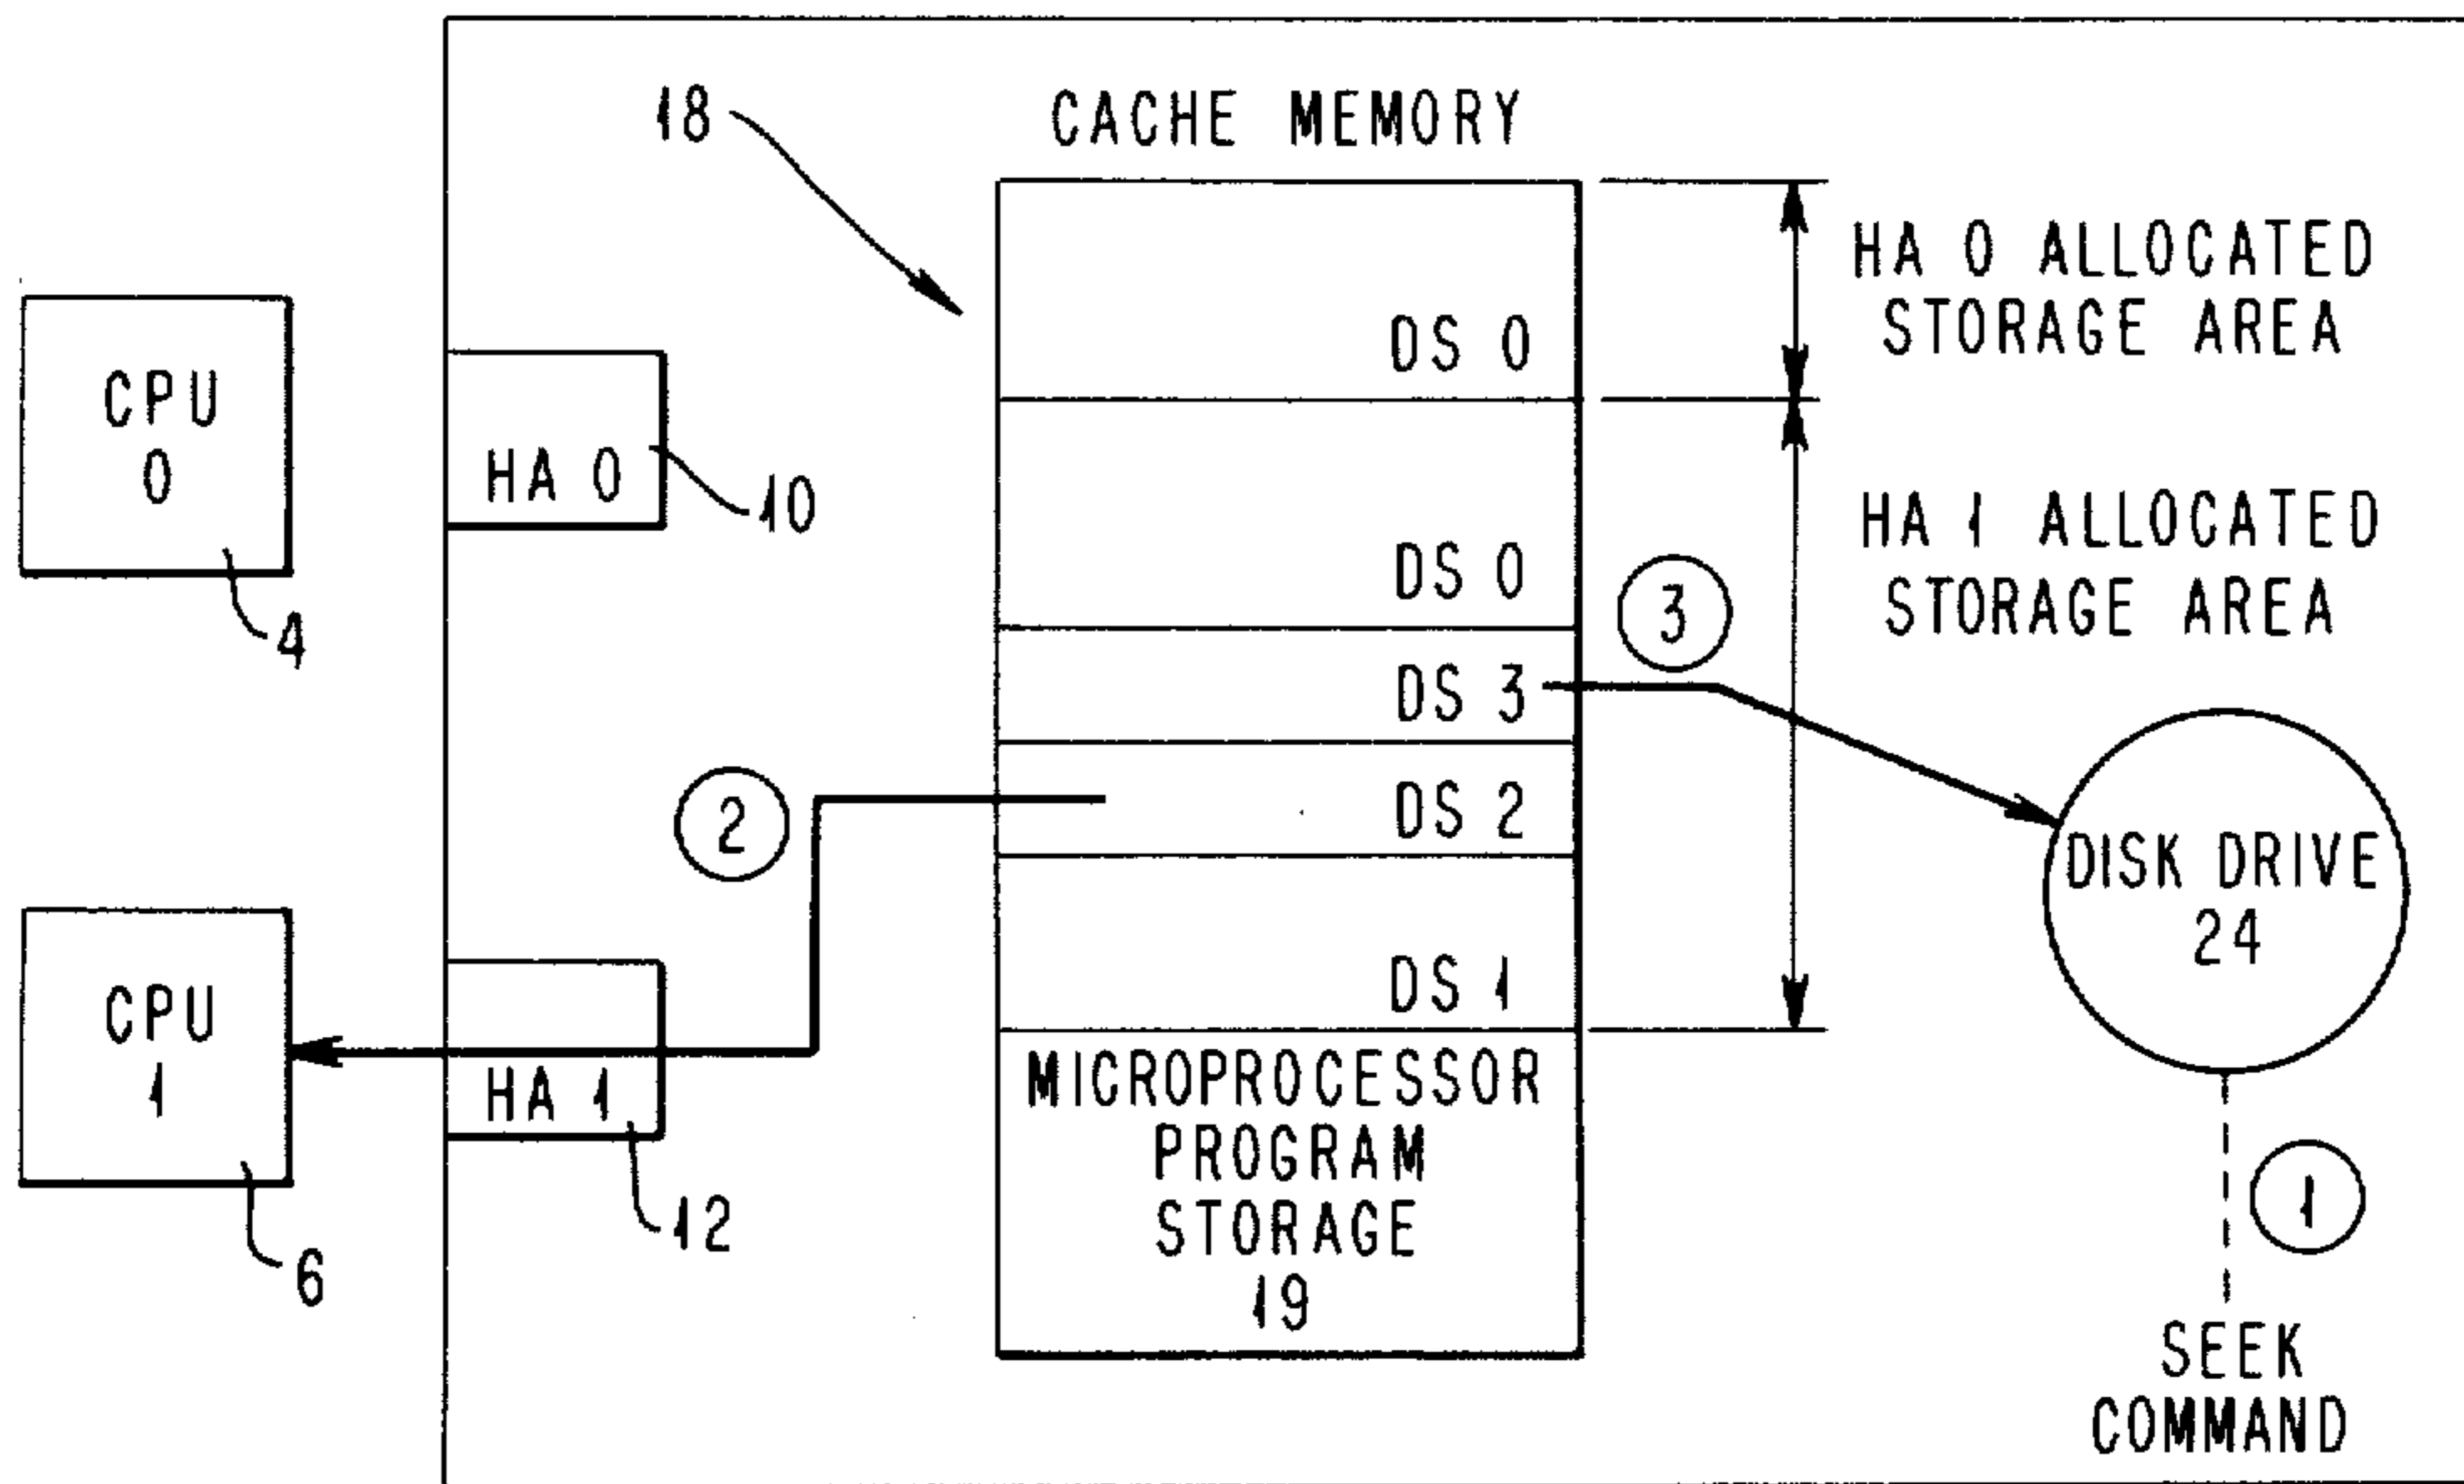 18
CACHE MEMORY
CPU
0
4
HA 0
10
DS 0
HA 0 ALLOCATED
STORAGE AREA
DS 0
HA 1 ALLOCATED
STORAGE AREA
3
DS 3
2
DS 2
DISK DRIVE
24
DS 1
CPU
1
6
HA 1
12
MICROPROCESSOR
PROGRAM
STORAGE
19
1
SEEK
COMMAND